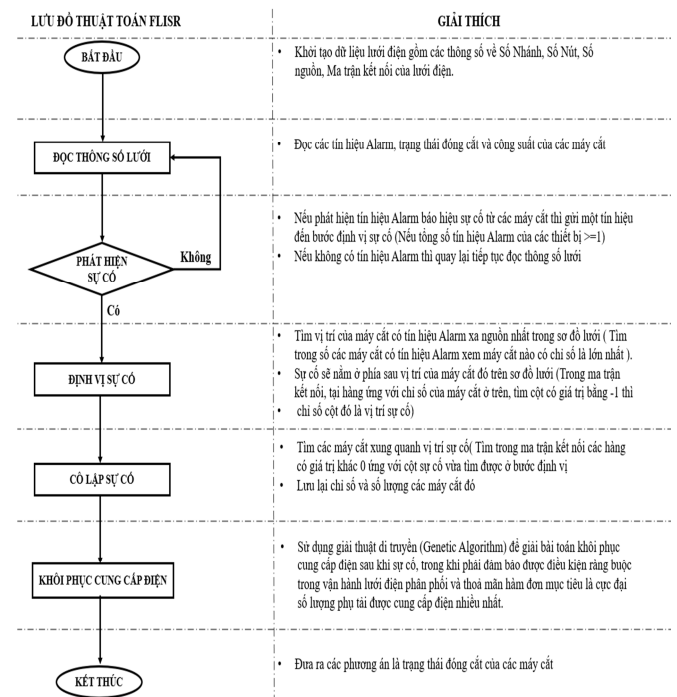 LƯU ĐỒ THUẬT TOÁN FLISR
GIẢI THÍCH
BẮT ĐẦU
• Khởi tạo dữ liệu lưới điện gồm các thông số về Số Nhánh, Số Nút, Số
nguồn, Ma trận kết nối của lưới điện.
ĐỌC THÔNG SỐ LƯỚI
• Đọc các tín hiệu Alarm, trạng thái đóng cắt và công suất của các máy cắt
PHÁT HIỆN
SỰ CỐ
Không
Có
• Nếu phát hiện tín hiệu Alarm báo hiệu sự cố từ các máy cắt thì gửi một tín hiệu
đến bước định vị sự cố (Nếu tổng số tín hiệu Alarm của các thiết bị >=1)
• Nếu không có tín hiệu Alarm thì quay lại tiếp tục đọc thông số lưới
ĐỊNH VỊ SỰ CỐ
• Tìm vị trí của máy cắt có tín hiệu Alarm xa nguồn nhất trong sơ đồ lưới ( Tìm
trong số các máy cắt có tín hiệu Alarm xem máy cắt nào có chỉ số là lớn nhất ).
• Sự cố sẽ nằm ở phía sau vị trí của máy cắt đó trên sơ đồ lưới (Trong ma trận
kết nối, tại hàng ứng với chỉ số của máy cắt ở trên, tìm cột có giá trị bằng -1 thì
• chỉ số cột đó là vị trí sự cố)
CÔ LẬP SỰ CỐ
• Tìm các máy cắt xung quanh vị trí sự cố( Tìm trong ma trận kết nối các hàng
có giá trị khác 0 ứng với cột sự cố vừa tìm được ở bước định vị
• Lưu lại chỉ số và số lượng các máy cắt đó
KHÔI PHỤC CUNG CẤP ĐIỆN
• Sử dụng giải thuật di truyền (Genetic Algorithm) để giải bài toán khôi phục
cung cấp điện sau khi sự cố, trong khi phải đảm bảo được điều kiện ràng buộc
trong vận hành lưới điện phân phối và thoả mãn hàm đơn mục tiêu là cực đại
số lượng phụ tải được cung cấp điện nhiều nhất.
KẾT THÚC
• Đưa ra các phương án là trạng thái đóng cắt của các máy cắt